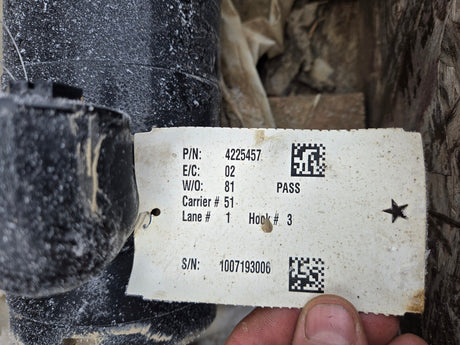 P/N: 4225457
E/C: 02
W/O: 81 PASS
Carrier # 51
Lane # 1 Hook # 3
S/N: 1007193006